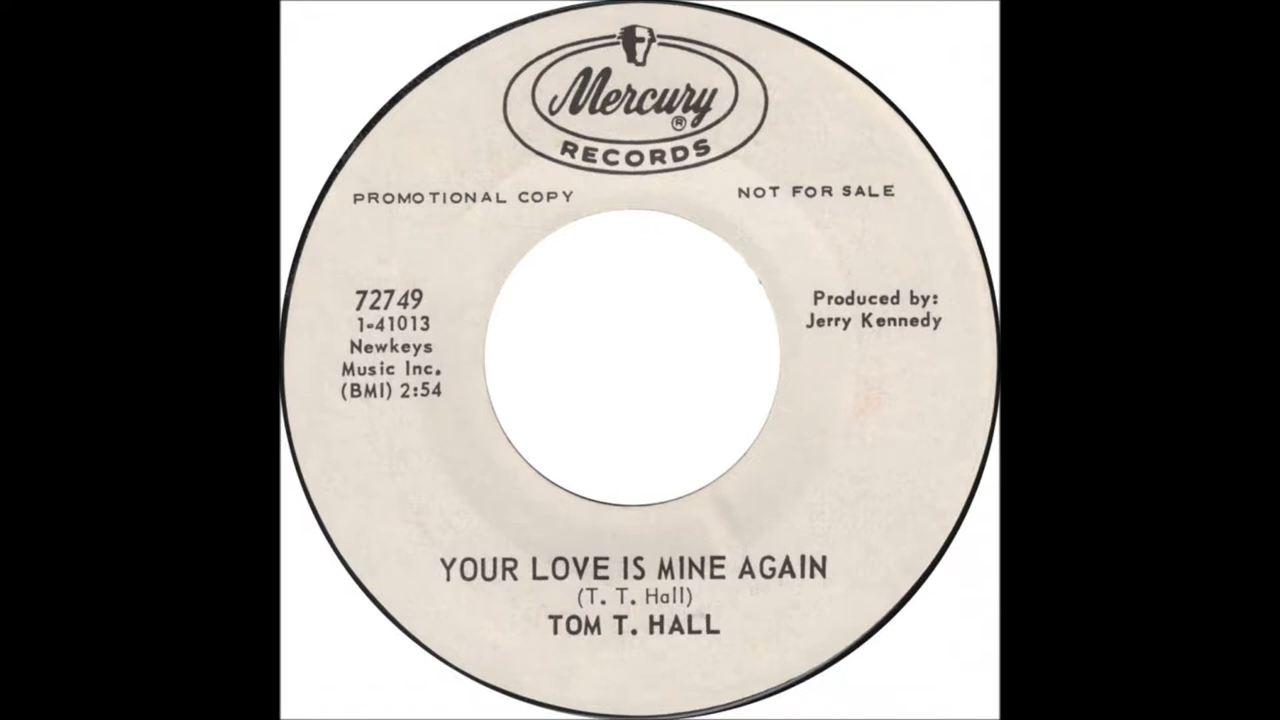 Mercury
®
RECORDS
PROMOTIONAL COPY
NOT FOR SALE
72749
1-41013
Newkeys
Music Inc.
(BMI) 2:54
Produced by:
Jerry Kennedy
YOUR LOVE IS MINE AGAIN
(T. T. Hall)
TOM T. HALL